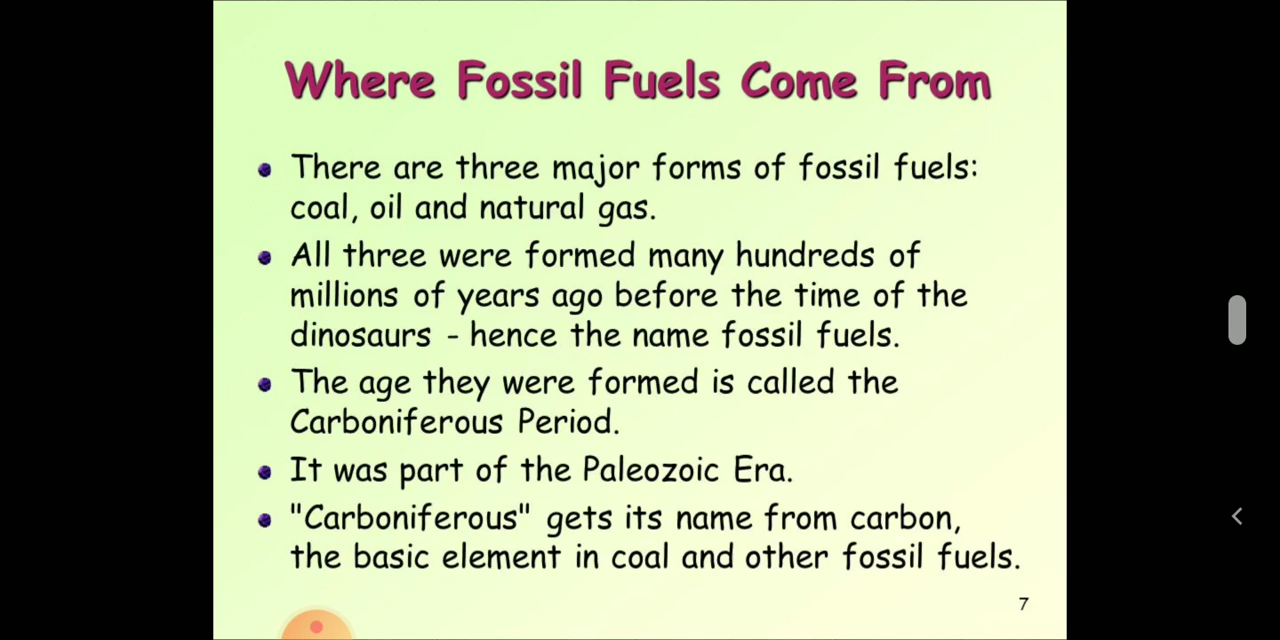 Where Fossil Fuels Come From
There are three major forms of fossil fuels:
coal, oil and natural gas.
All three were formed many hundreds of
millions of years ago before the time of the
dinosaurs - hence the name fossil fuels.
The age they were formed is called the
Carboniferous Period.
It was part of the Paleozoic Era.
"Carboniferous" gets its name from carbon,
the basic element in coal and other fossil fuels.
7